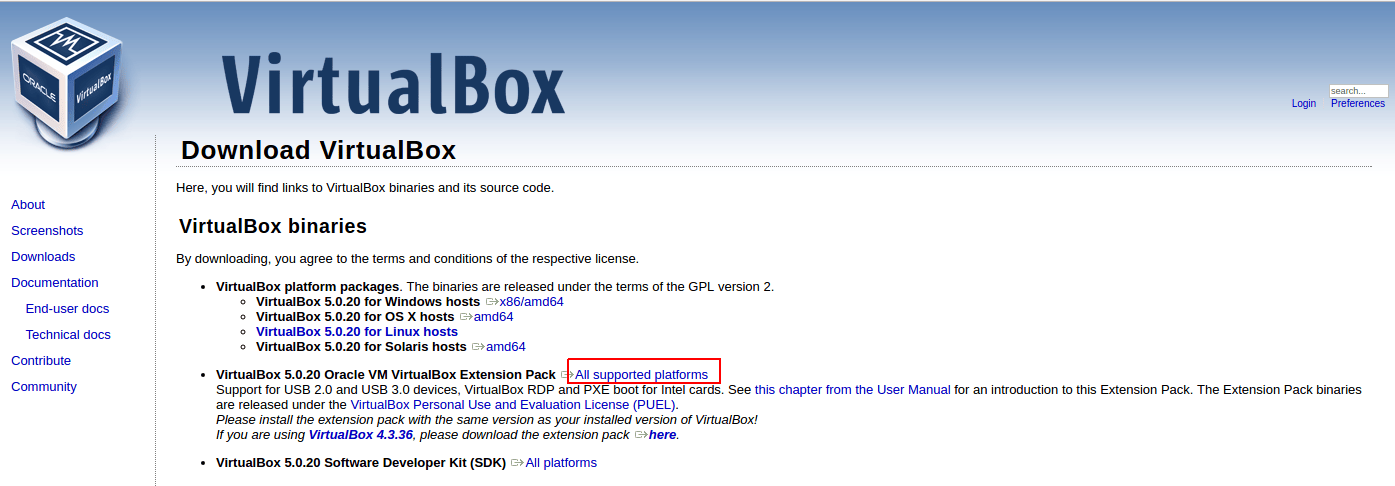 ORACLE
VirtualBox
VirtualBox
search...
Login Preferences
Download VirtualBox
Here, you will find links to VirtualBox binaries and its source code.
About
Screenshots
Downloads
Documentation
End-user docs
Technical docs
Contribute
Community
VirtualBox binaries
By downloading, you agree to the terms and conditions of the respective license.
VirtualBox platform packages. The binaries are released under the terms of the GPL version 2.
VirtualBox 5.0.20 for Windows hosts x86/amd64
VirtualBox 5.0.20 for OS X hosts amd64
VirtualBox 5.0.20 for Linux hosts
VirtualBox 5.0.20 for Solaris hosts amd64
VirtualBox 5.0.20 Oracle VM VirtualBox Extension Pack All supported platforms
Support for USB 2.0 and USB 3.0 devices, VirtualBox RDP and PXE boot for Intel cards. See this chapter from the User Manual for an introduction to this Extension Pack. The Extension Pack binaries
are released under the VirtualBox Personal Use and Evaluation License (PUEL).
Please install the extension pack with the same version as your installed version of VirtualBox!
If you are using VirtualBox 4.3.36, please download the extension pack here.
VirtualBox 5.0.20 Software Developer Kit (SDK) All platforms